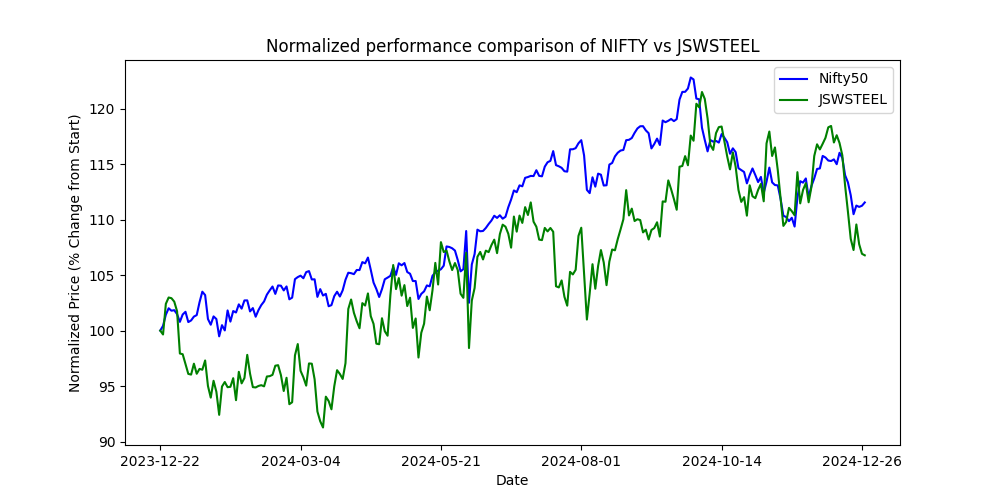 Normalized performance comparison of NIFTY vs JSWSTEEL
Nifty50
JSWSTEEL
Normalized Price (% Change from Start)
120
115
110
105
100
95
90
2023-12-22
2024-03-04
2024-05-21
2024-08-01
2024-10-14
2024-12-26
Date